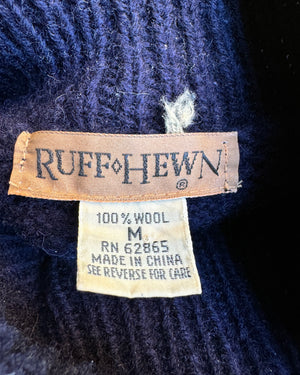 RUFF◊HEWN®
100% WOOL
M
RN 62865
MADE IN CHINA
SEE REVERSE FOR CARE